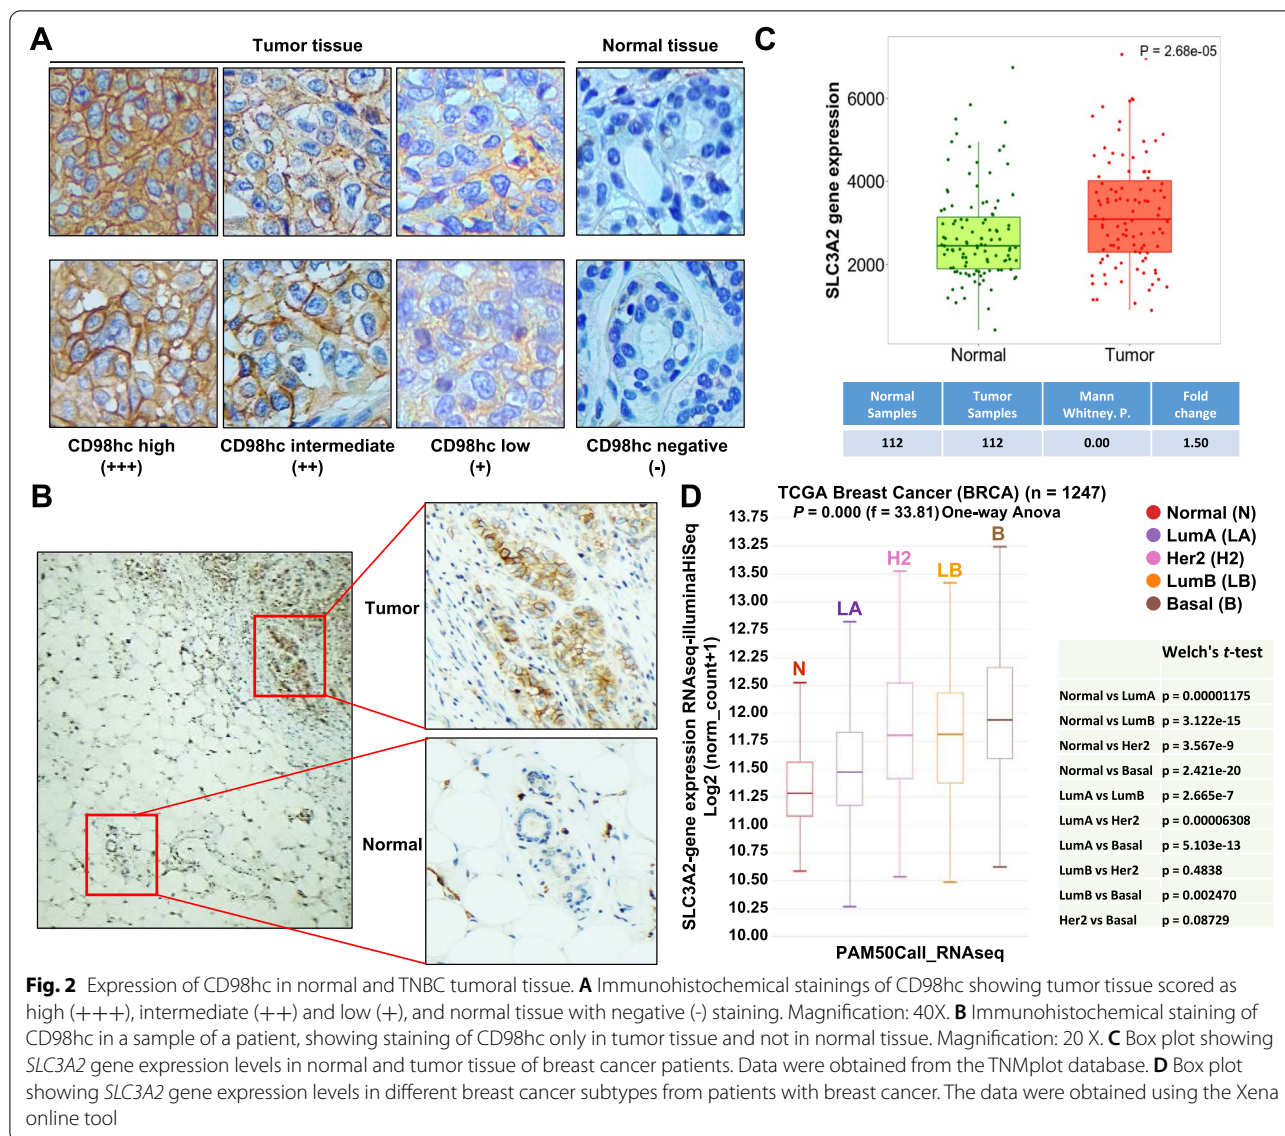 A
Tumor tissue
Normal tissue
CD98hc high
(+++)
CD98hc intermediate
(++)
CD98hc low
(+)
CD98hc negative
(-)
B
Tumor
Normal
C
P = 2.68e-05
SLC3A2 gene expression
6000
4000
2000
Normal
Tumor
Normal Samples
Tumor Samples
Mann Whitney. P.
Fold change
112
112
0.00
1.50
D
TCGA Breast Cancer (BRCA) (n = 1247)
P = 0.000 (f = 33.81) One-way Anova
SLC3A2-gene expression RNAseq-illuminaHiSeq
Log2 (norm_count+1)
13.75
13.25
13.50
13.00
12.75
12.25
12.50
12.00
11.75
11.50
11.25
11.00
10.75
10.50
10.25
10.00
N
LA
H2
LB
B
PAM50Call_RNAseq
Normal (N)
LumA (LA)
Her2 (H2)
LumB (LB)
Basal (B)
Welch's t-test
Normal vs LumA p = 0.00001175
Normal vs LumB p = 3.122e-15
Normal vs Her2 p = 3.567e-9
Normal vs Basal p = 2.421e-20
LumA vs LumB p = 2.665e-7
LumA vs Her2 p = 0.00006308
LumA vs Basal p = 5.103e-13
LumB vs Her2 p = 0.4838
LumB vs Basal p = 0.002470
Her2 vs Basal p = 0.08729
Fig. 2 Expression of CD98hc in normal and TNBC tumoral tissue. A Immunohistochemical stainings of CD98hc showing tumor tissue scored as
high (+++), intermediate (++) and low (+), and normal tissue with negative (-) staining. Magnification: 40X. B Immunohistochemical staining of
CD98hc in a sample of a patient, showing staining of CD98hc only in tumor tissue and not in normal tissue. Magnification: 20 X. C Box plot showing
SLC3A2 gene expression levels in normal and tumor tissue of breast cancer patients. Data were obtained from the TNMplot database. D Box plot
showing SLC3A2 gene expression levels in different breast cancer subtypes from patients with breast cancer. The data were obtained using the Xena
online tool